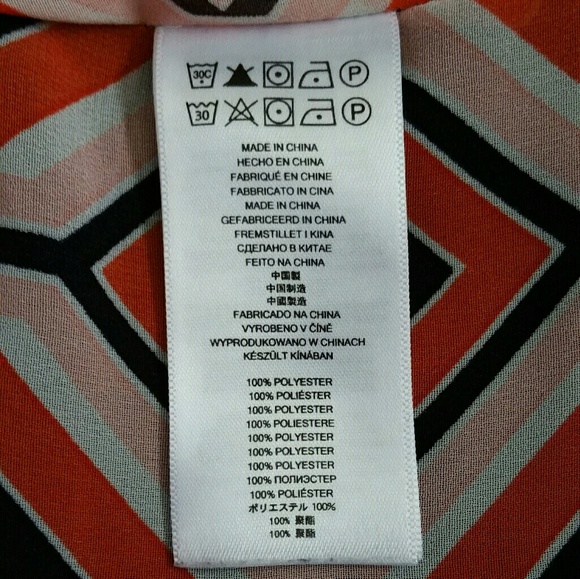 30C P
30 P
MADE IN CHINA
HECHO EN CHINA
FABRIQUÉ EN CHINE
FABBRICATO IN CINA
MADE IN CHINA
GEFABRICEERD IN CHINA
FREMSTILLET I KINA
СДЕЛАНО В КИТАЕ
FEITO NA CHINA
中国製
中国制造
中國製造
FABRICADO NA CHINA
VYROBENO V ČÍNĚ
WYPRODUKOWANO W CHINACH
KÉSZÜLT KÍNÁBAN
100% POLYESTER
100% POLIÉSTER
100% POLYESTER
100% POLIESTERE
100% POLYESTER
100% POLYESTER
100% POLYESTER
100% ПОЛИЭСТЕР
100% POLIÉSTER
ポリエステル 100%
100% 聚酯
100% 聚酯